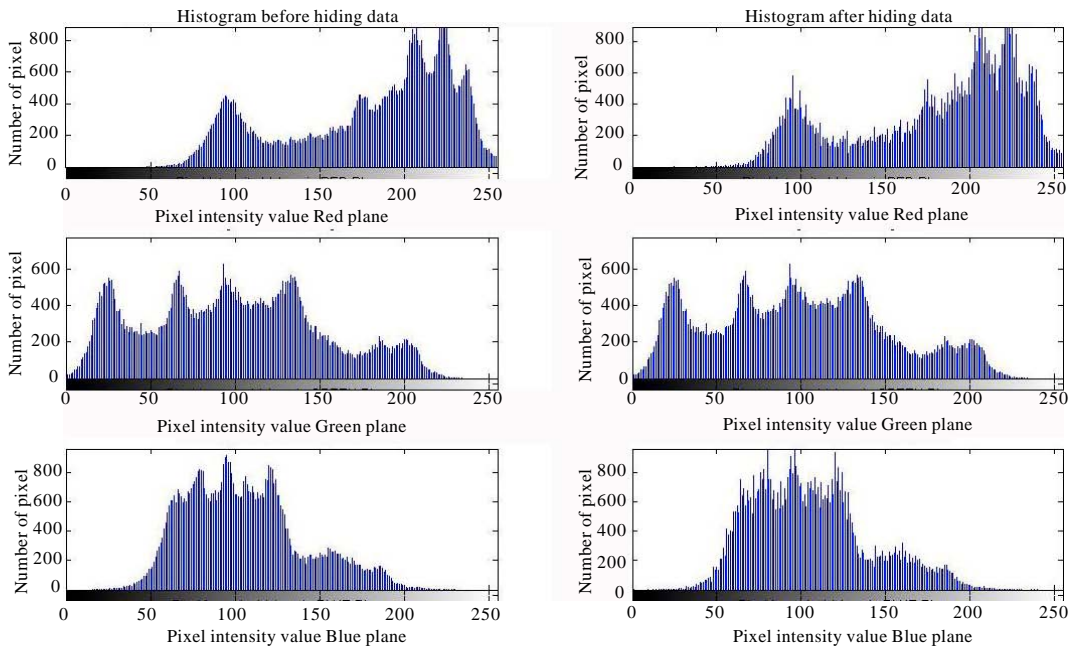 Histogram before hiding data
Histogram after hiding data
Number of pixel
800
600
400
200
0
0 50 100 150 200 250
Pixel intensity value Red plane
Number of pixel
800
600
400
200
0
0 50 100 150 200 250
Pixel intensity value Red plane
Number of pixel
600
400
200
0
0 50 100 150 200 250
Pixel intensity value Green plane
Number of pixel
600
400
200
0
0 50 100 150 200 250
Pixel intensity value Green plane
Number of pixel
800
600
400
200
0
0 50 100 150 200 250
Pixel intensity value Blue plane
Number of pixel
800
600
400
200
0
0 50 100 150 200 250
Pixel intensity value Blue plane